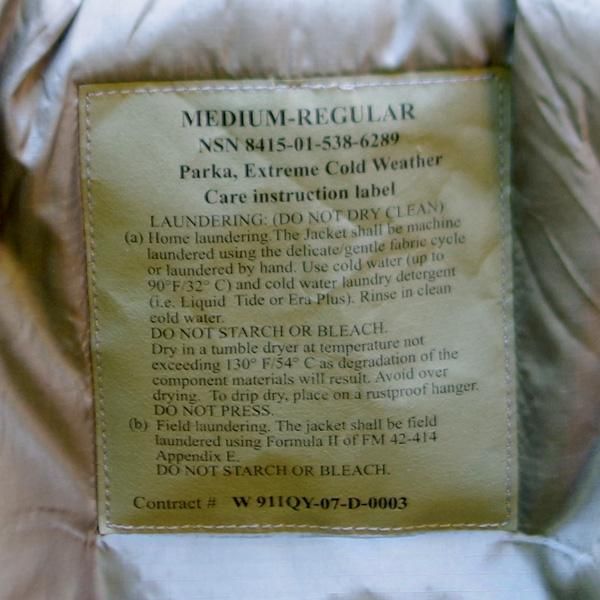 MEDIUM-REGULAR
NSN 8415-01-538-6289
Parka, Extreme Cold Weather
Care instruction label
LAUNDERING: (DO NOT DRY CLEAN)
(a) Home laundering.The Jacket shall be machine
laundered using the delicate/gentle fabric cycle
or laundered by hand. Use cold water (up to
90°F/32° C) and cold water laundry detergent
(i.e. Liquid Tide or Era Plus). Rinse in clean
cold water.
DO NOT STARCH OR BLEACH.
Dry in a tumble dryer at temperature not
exceeding 130° F/54° C as degradation of the
component materials will result. Avoid over
drying. To drip dry, place on a rustproof hanger.
DO NOT PRESS.
(b) Field laundering. The jacket shall be field
laundered using Formula II of FM 42-414
Appendix E.
DO NOT STARCH OR BLEACH.
Contract # W 911QY-07-D-0003